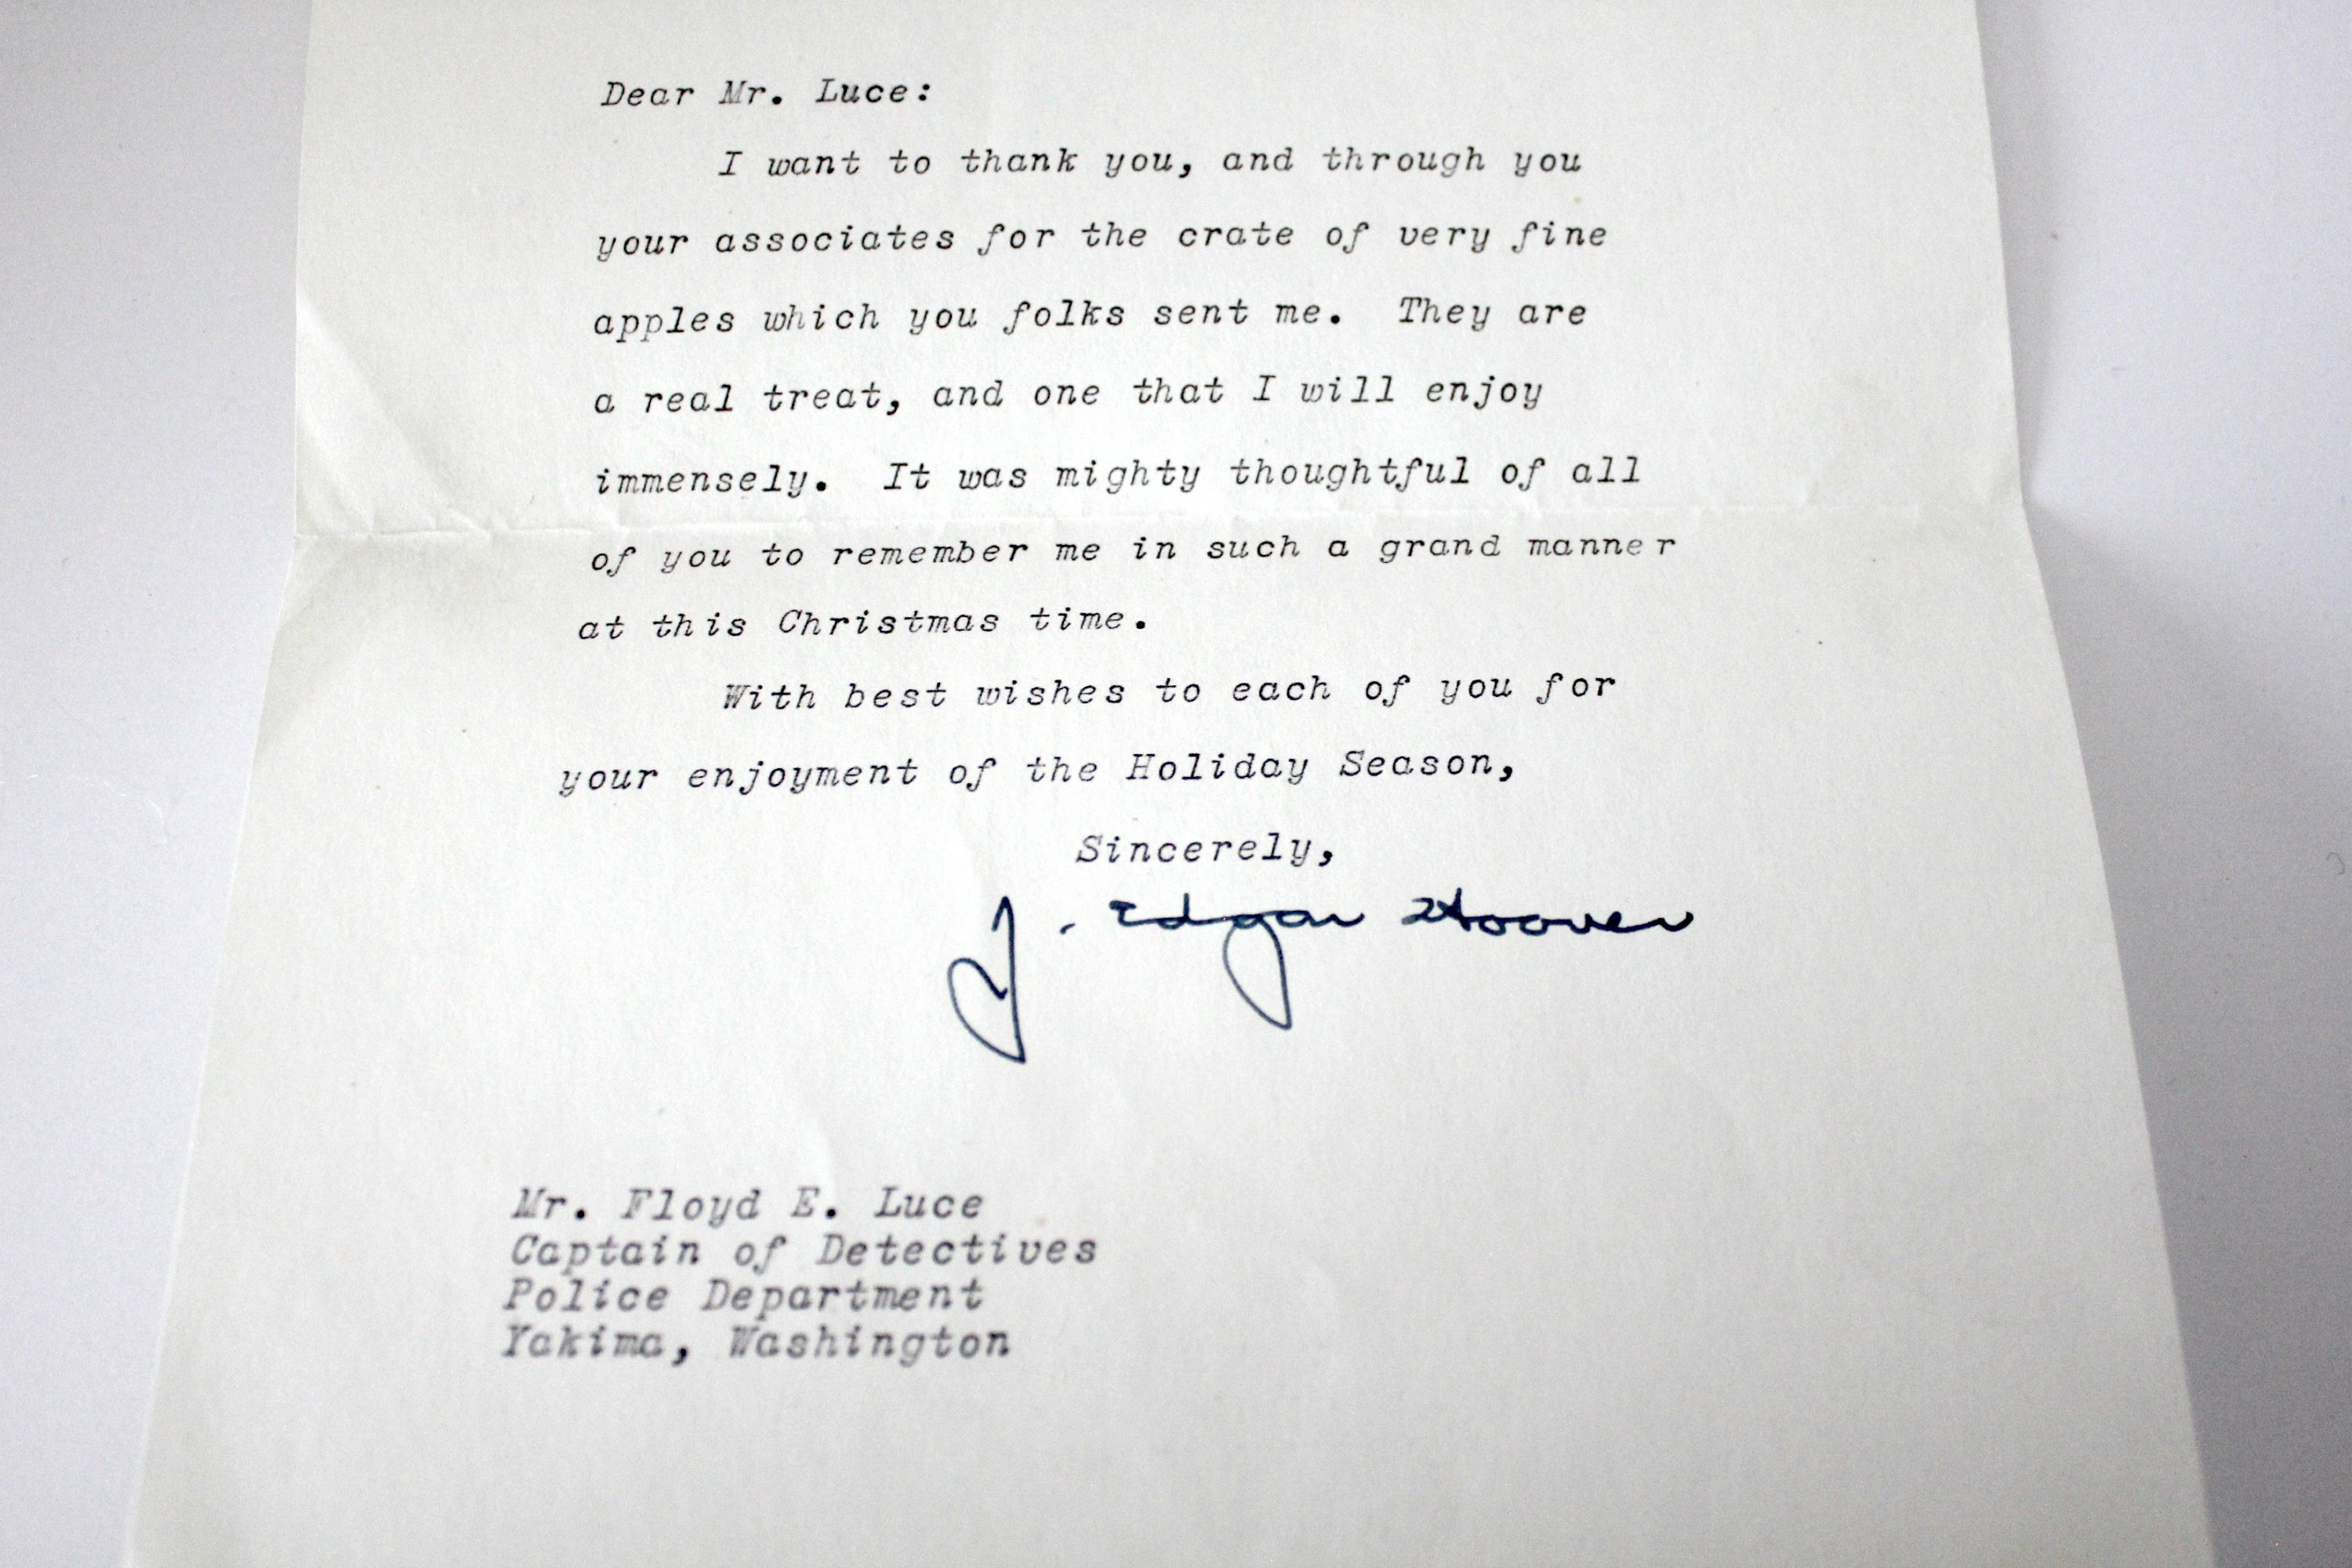 Dear Mr. Luce:
I want to thank you, and through you
your associates for the crate of very fine
apples which you folks sent me. They are
a real treat, and one that I will enjoy
immensely. It was mighty thoughtful of all
of you to remember me in such a grand manner
at this Christmas time.
With best wishes to each of you for
your enjoyment of the Holiday Season,
Sincerely,
J. Edgar Hoover
Mr. Floyd E. Luce
Captain of Detectives
Police Department
Yakima, Washington